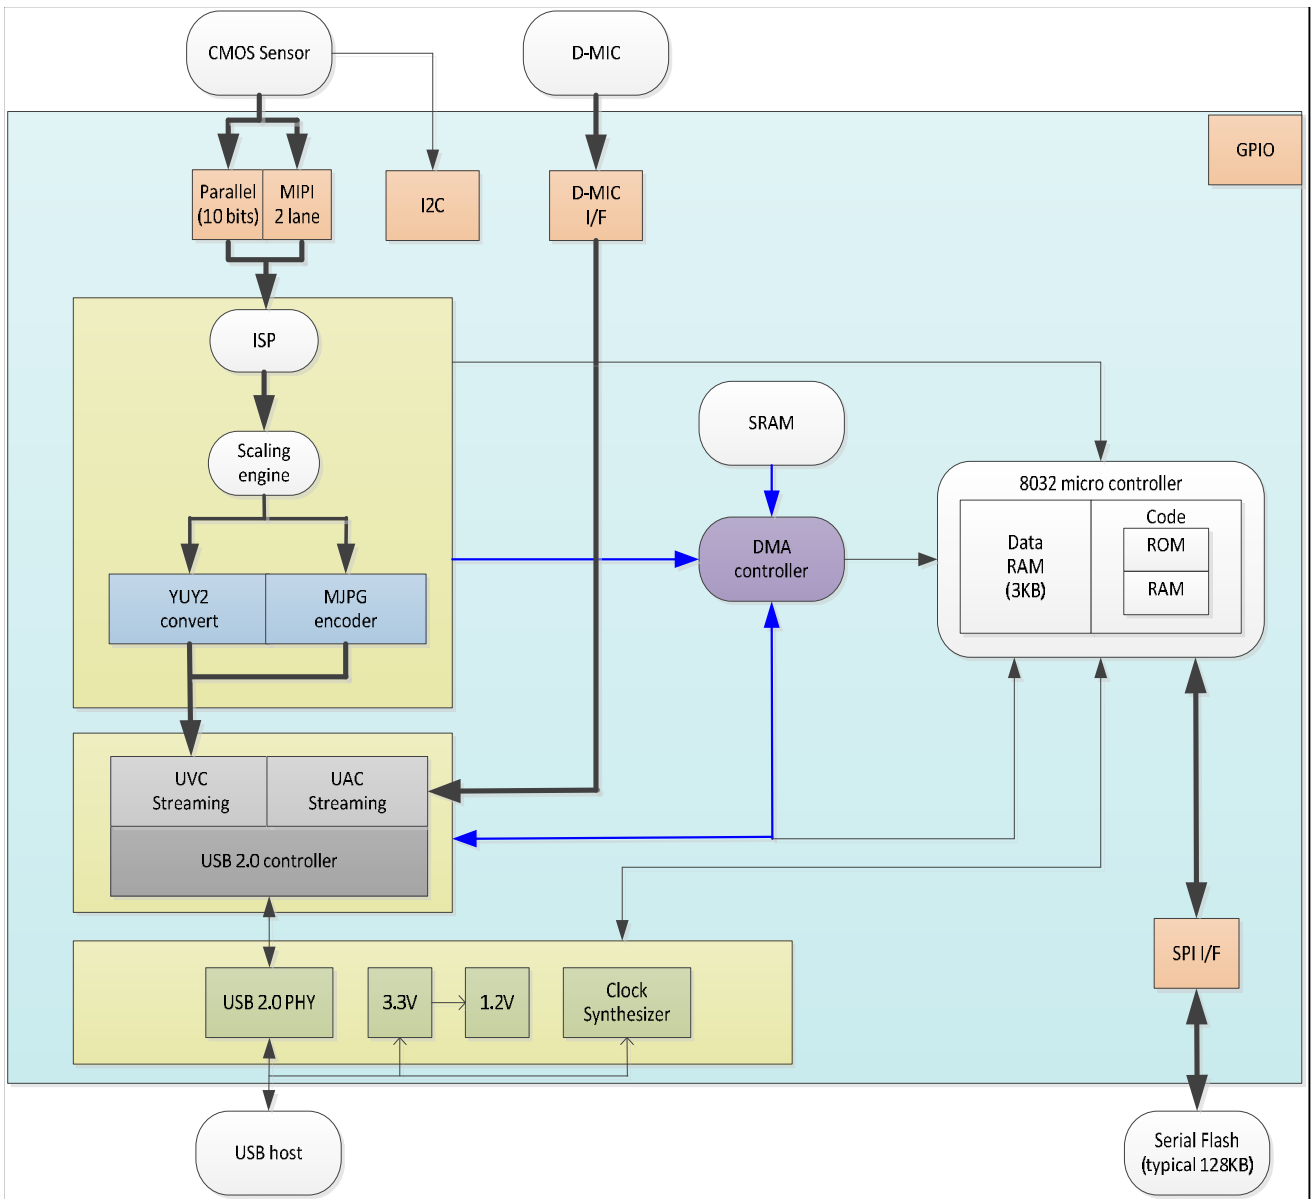 CMOS Sensor
D-MIC
GPIO
Parallel
(10 bits)
MIPI
2 lane
I2C
D-MIC
I/F
ISP
Scaling
engine
SRAM
8032 micro controller
Data
RAM
(3KB)
Code
ROM
RAM
DMA
controller
YUY2
convert
MJPG
encoder
UVC
Streaming
UAC
Streaming
USB 2.0 controller
SPI I/F
USB 2.0 PHY
3.3V
1.2V
Clock
Synthesizer
USB host
Serial Flash
(typical 128KB)